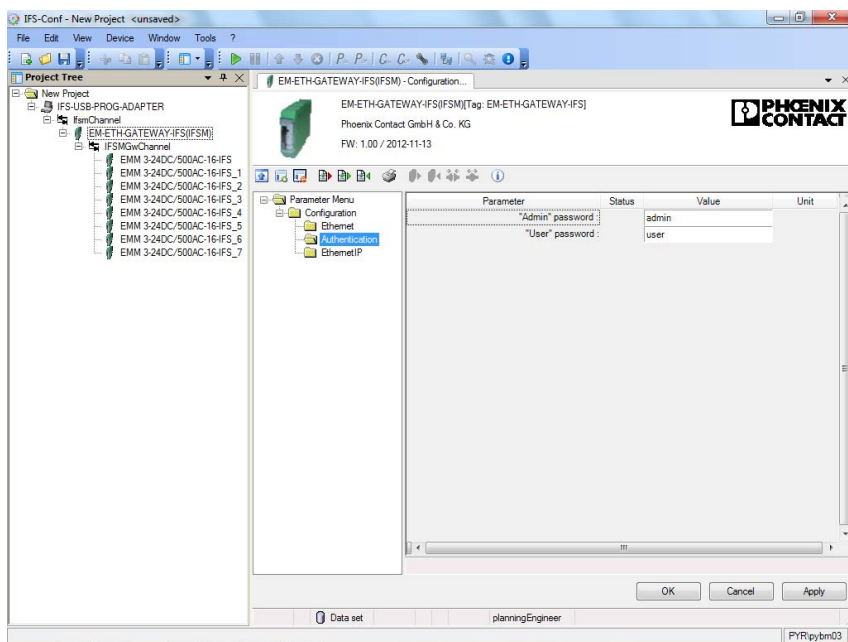 IFS-Conf - New Project <unsaved>
File Edit View Device Window Tools ?
Project Tree
New Project
IFS-USB-PROG-ADAPTER
IfsmChannel
EM-ETH-GATEWAY-IFS(IFSM)
IFSMGwChannel
EMM 3-24DC/500AC-16-IFS
EMM 3-24DC/500AC-16-IFS_1
EMM 3-24DC/500AC-16-IFS_2
EMM 3-24DC/500AC-16-IFS_3
EMM 3-24DC/500AC-16-IFS_4
EMM 3-24DC/500AC-16-IFS_5
EMM 3-24DC/500AC-16-IFS_6
EMM 3-24DC/500AC-16-IFS_7
EM-ETH-GATEWAY-IFS(IFSM) - Configuration...
EM-ETH-GATEWAY-IFS(IFSM)[Tag: EM-ETH-GATEWAY-IFS]
Phoenix Contact GmbH & Co. KG
FW: 1.00 / 2012-11-13
PHŒNIX
CONTACT
Parameter Menu
Configuration
Ethernet
Authentication
EthernetIP
Parameter Status Value Unit
"Admin" password : admin
"User" password : user
OK Cancel Apply
Data set planningEngineer
PYR\pybm03